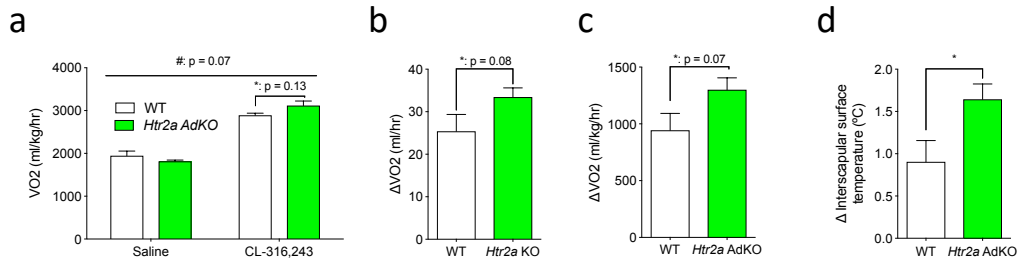 a
b
c
d
#: p = 0.07
*: p = 0.13
WT
Htr2a AdKO
VO2 (ml/kg/hr)
4000
3000
2000
1000
0
Saline
CL-316,243
*: p = 0.08
ΔVO2 (ml/hr)
40
30
20
10
0
WT
Htr2a KO
*: p = 0.07
ΔVO2 (ml/kg/hr)
1500
1000
500
0
WT
Htr2a AdKO
*
Δ Interscapular surface
temperature (ºC)
2.0
1.5
1.0
0.5
0.0
WT
Htr2a AdKO